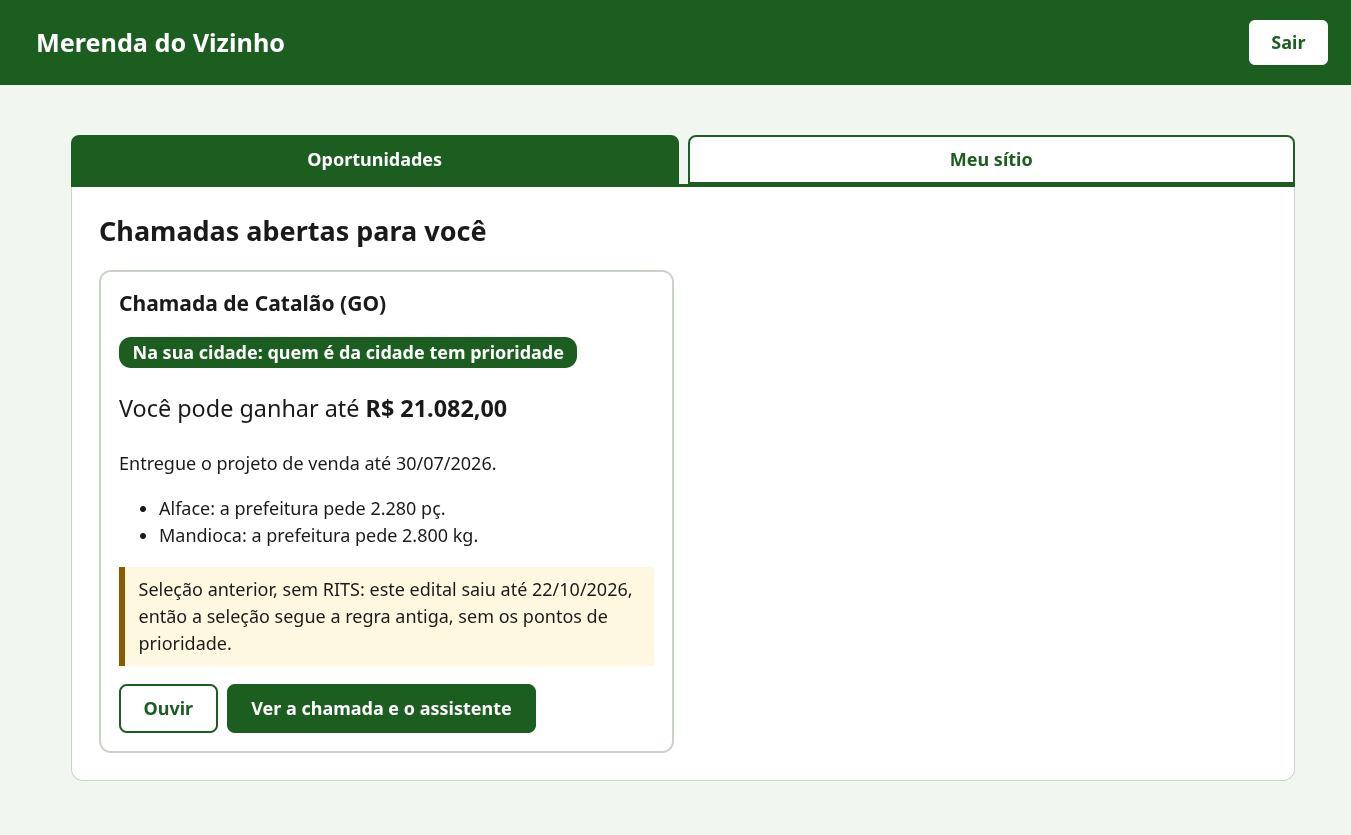 Merenda do Vizinho
Sair
Oportunidades
Meu sítio
Chamadas abertas para você
Chamada de Catalão (GO)
Na sua cidade: quem é da cidade tem prioridade
Você pode ganhar até R$ 21.082,00
Entregue o projeto de venda até 30/07/2026.
Alface: a prefeitura pede 2.280 pç.
Mandioca: a prefeitura pede 2.800 kg.
Seleção anterior, sem RITS: este edital saiu até 22/10/2026,
então a seleção segue a regra antiga, sem os pontos de
prioridade.
Ouvir
Ver a chamada e o assistente